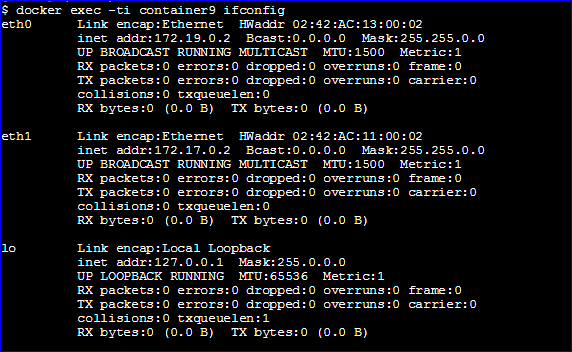 $ docker exec -ti container9 ifconfig
eth0      Link encap:Ethernet  HWaddr 02:42:AC:13:00:02
          inet addr:172.19.0.2  Bcast:0.0.0.0  Mask:255.255.0.0
          UP BROADCAST RUNNING MULTICAST  MTU:1500  Metric:1
          RX packets:0 errors:0 dropped:0 overruns:0 frame:0
          TX packets:0 errors:0 dropped:0 overruns:0 carrier:0
          collisions:0 txqueuelen:0
          RX bytes:0 (0.0 B)  TX bytes:0 (0.0 B)

eth1      Link encap:Ethernet  HWaddr 02:42:AC:11:00:02
          inet addr:172.17.0.2  Bcast:0.0.0.0  Mask:255.255.0.0
          UP BROADCAST RUNNING MULTICAST  MTU:1500  Metric:1
          RX packets:0 errors:0 dropped:0 overruns:0 frame:0
          TX packets:0 errors:0 dropped:0 overruns:0 carrier:0
          collisions:0 txqueuelen:0
          RX bytes:0 (0.0 B)  TX bytes:0 (0.0 B)

lo        Link encap:Local Loopback
          inet addr:127.0.0.1  Mask:255.0.0.0
          UP LOOPBACK RUNNING  MTU:65536  Metric:1
          RX packets:0 errors:0 dropped:0 overruns:0 frame:0
          TX packets:0 errors:0 dropped:0 overruns:0 carrier:0
          collisions:0 txqueuelen:1
          RX bytes:0 (0.0 B)  TX bytes:0 (0.0 B)